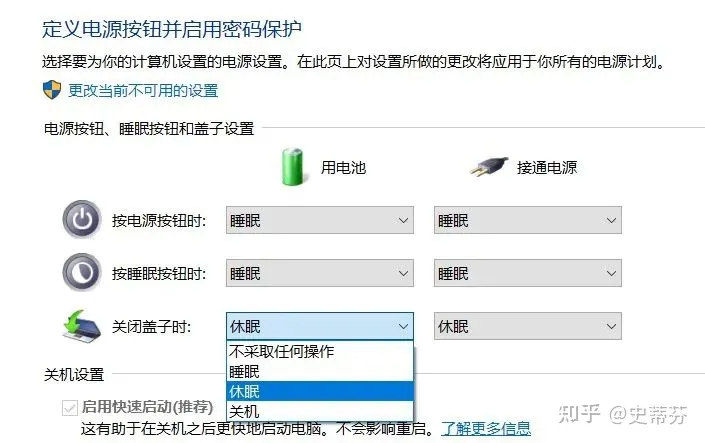 定义电源按钮并启用密码保护
选择要为你的计算机设置的电源设置。在此页上对设置所做的更改将应用于你所有的电源计划。
更改当前不可用的设置
电源按钮、睡眠按钮和盖子设置
用电池 接通电源
按电源按钮时: 睡眠 睡眠
按睡眠按钮时: 睡眠 睡眠
关闭盖子时: 休眠 休眠
不采取任何操作
睡眠
休眠
关机
关机设置
启用快速启动(推荐)
这有助于在关机之后更快地启动电脑。不会影响重启。了解更多信息
知乎 @史蒂芬